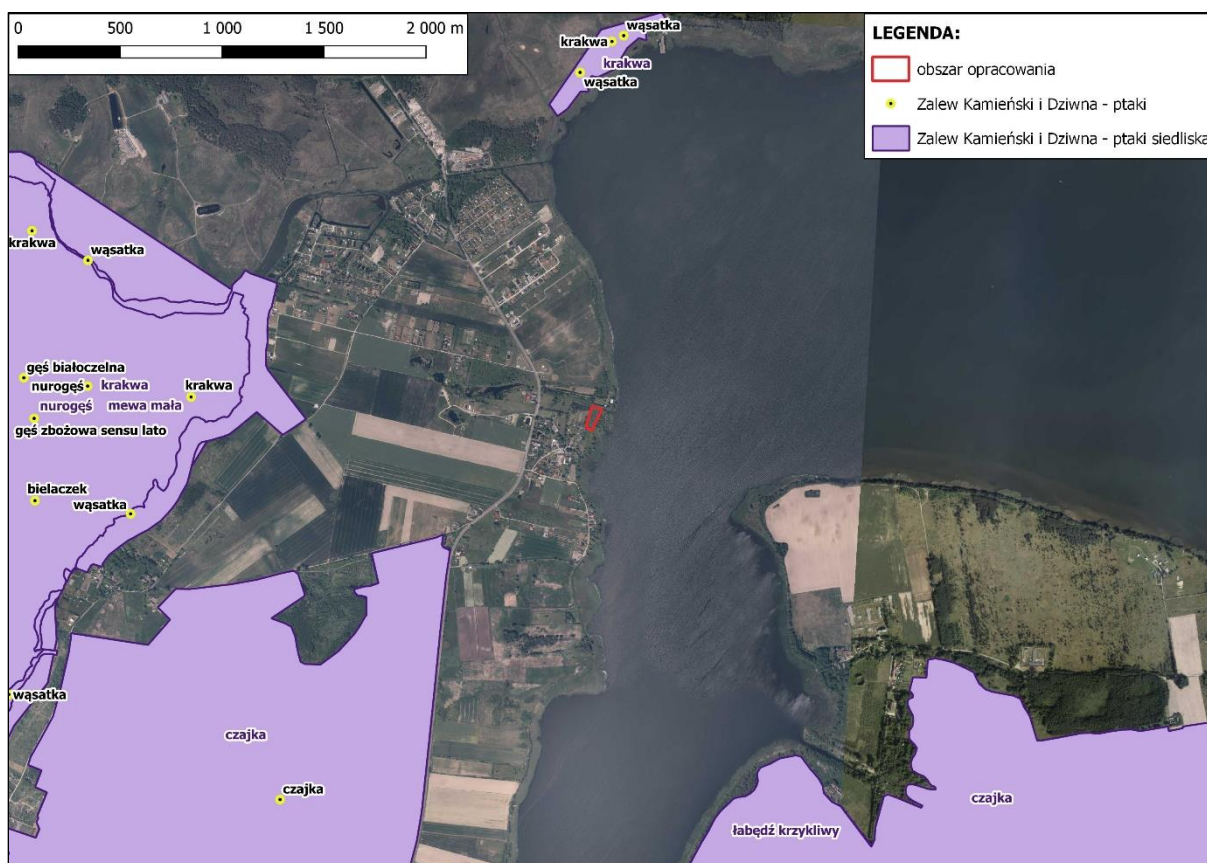 0 500 1 000 1 500 2 000 m
LEGENDA:
obszar opracowania
Zalew Kamieński i Dziwna - ptaki
Zalew Kamieński i Dziwna - ptaki siedliska
wąsatka
krakwa
krakwa
wąsatka
krakwa
wąsatka
gęś białoczelna
nurogęś krakwa krakwa
nurogęś mewa mała
gęś zbożowa sensu lato
bielaczek
wąsatka
wąsatka
czajka
czajka
czajka
łabędź krzykliwy